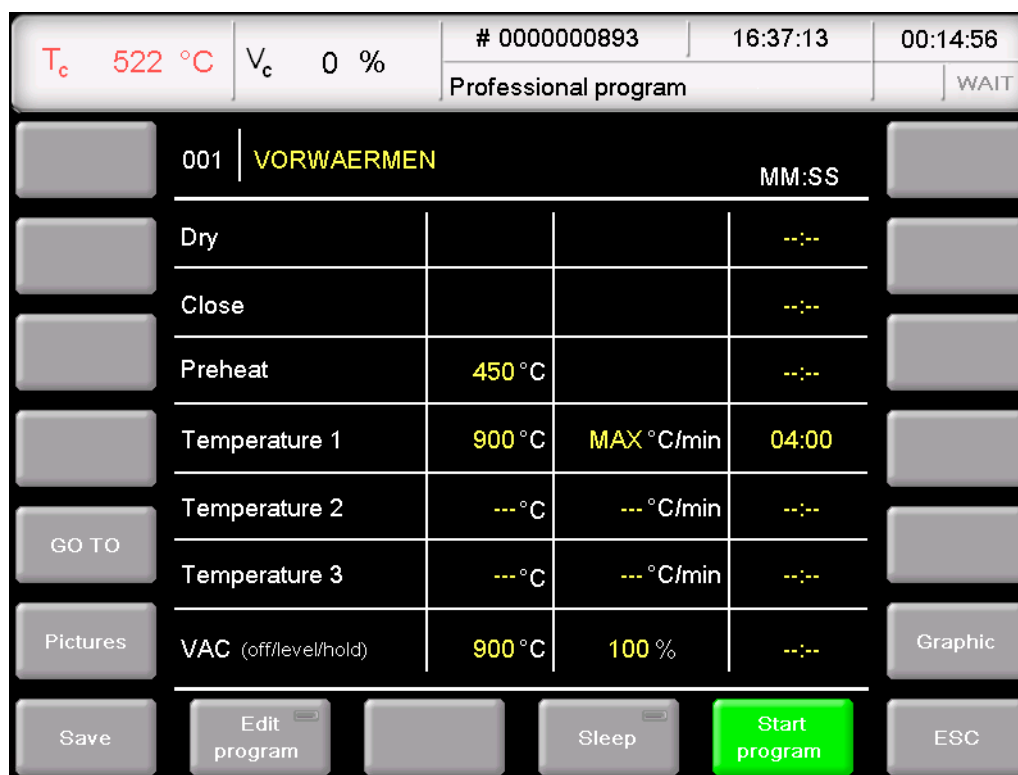 Tc 522 °C Vc 0 % # 0000000893 16:37:13 00:14:56
Professional program WAIT
001 VORWAERMEN MM:SS
Dry --:--
Close --:--
Preheat 450 °C --:--
Temperature 1 900 °C MAX °C/min 04:00
Temperature 2 --- °C --- °C/min --:--
GO TO
Temperature 3 --- °C --- °C/min --:--
Pictures VAC (off/level/hold) 900 °C 100 % --:-- Graphic
Save Edit program Sleep Start program ESC